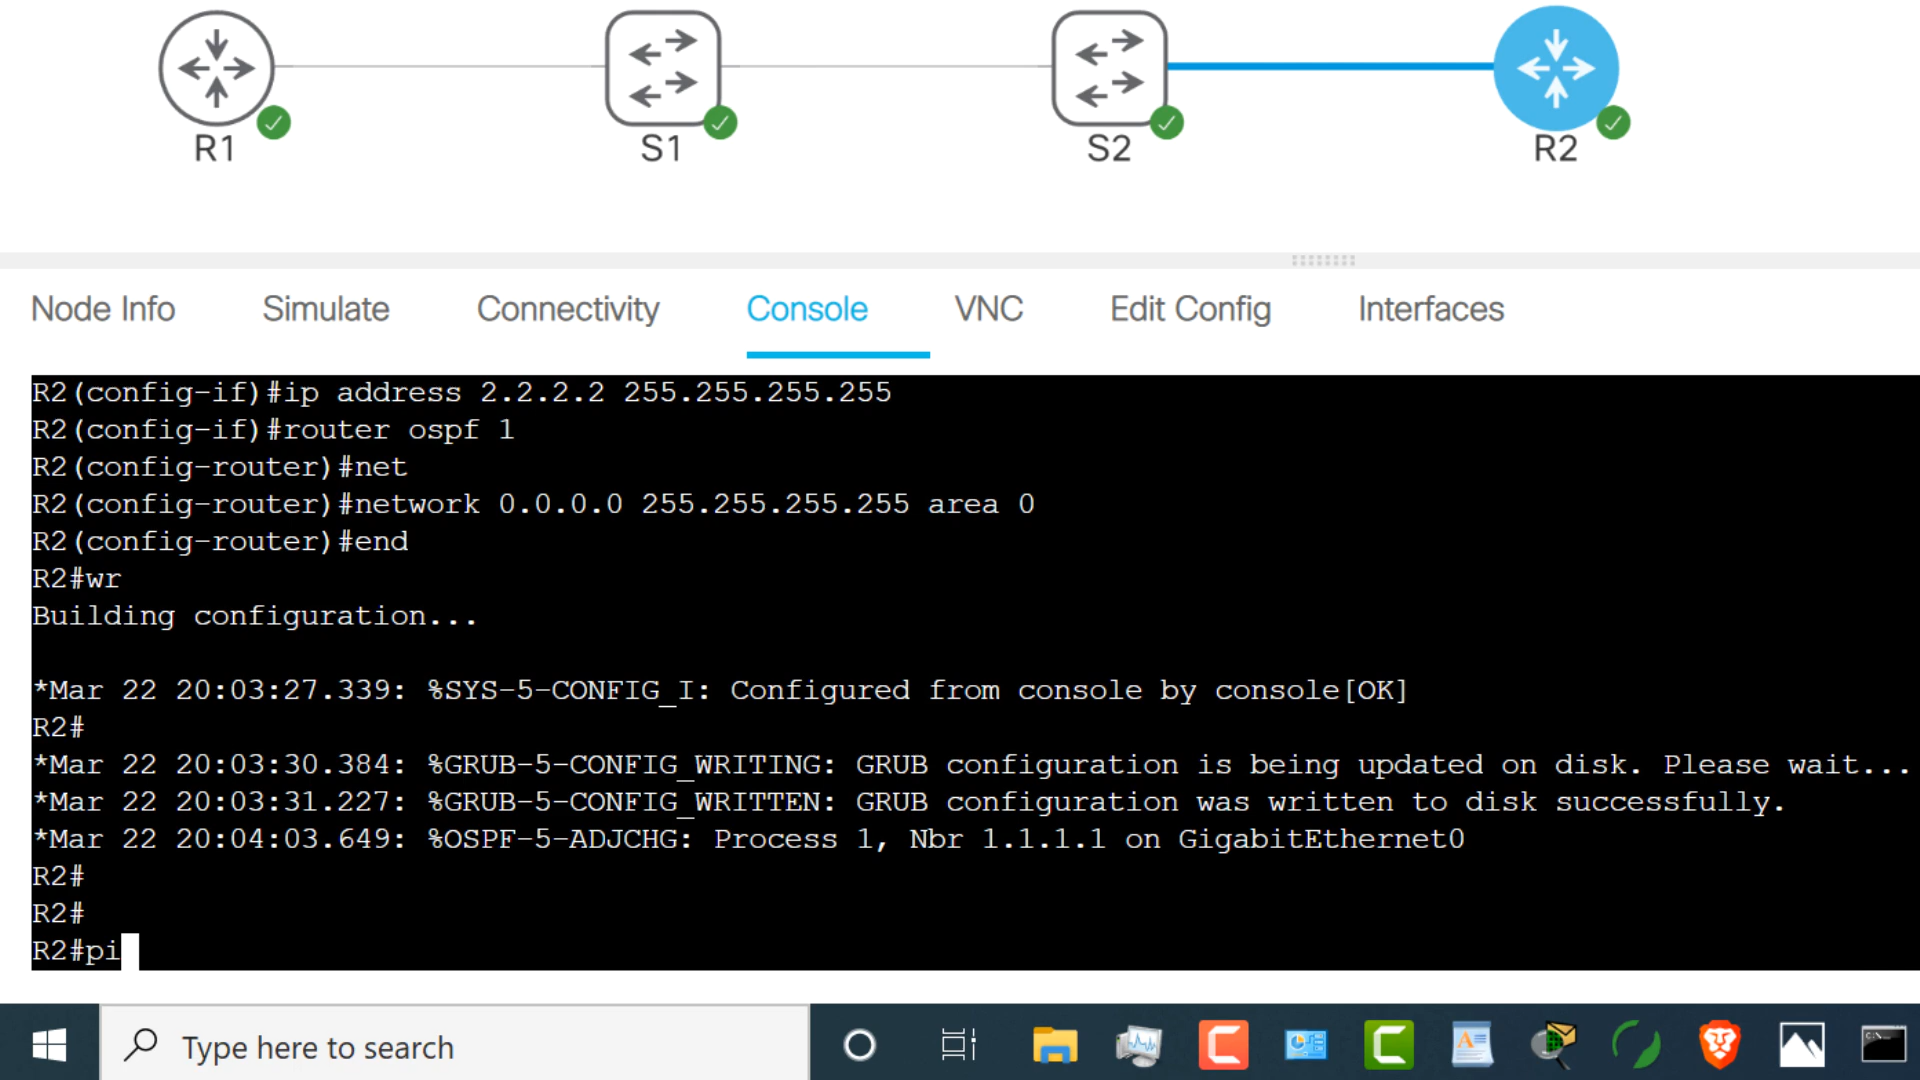 R1 S1 S2 R2
Node Info Simulate Connectivity Console VNC Edit Config Interfaces
R2(config-if)#ip address 2.2.2.2 255.255.255.255
R2(config-if)#router ospf 1
R2(config-router)#net
R2(config-router)#network 0.0.0.0 255.255.255.255 area 0
R2(config-router)#end
R2#wr
Building configuration...
*Mar 22 20:03:27.339: %SYS-5-CONFIG_I: Configured from console by console[OK]
R2#
*Mar 22 20:03:30.384: %GRUB-5-CONFIG_WRITING: GRUB configuration is being updated on disk. Please wait...
*Mar 22 20:03:31.227: %GRUB-5-CONFIG_WRITTEN: GRUB configuration was written to disk successfully.
*Mar 22 20:04:03.649: %OSPF-5-ADJCHG: Process 1, Nbr 1.1.1.1 on GigabitEthernet0
R2#
R2#
R2#pi
Type here to search